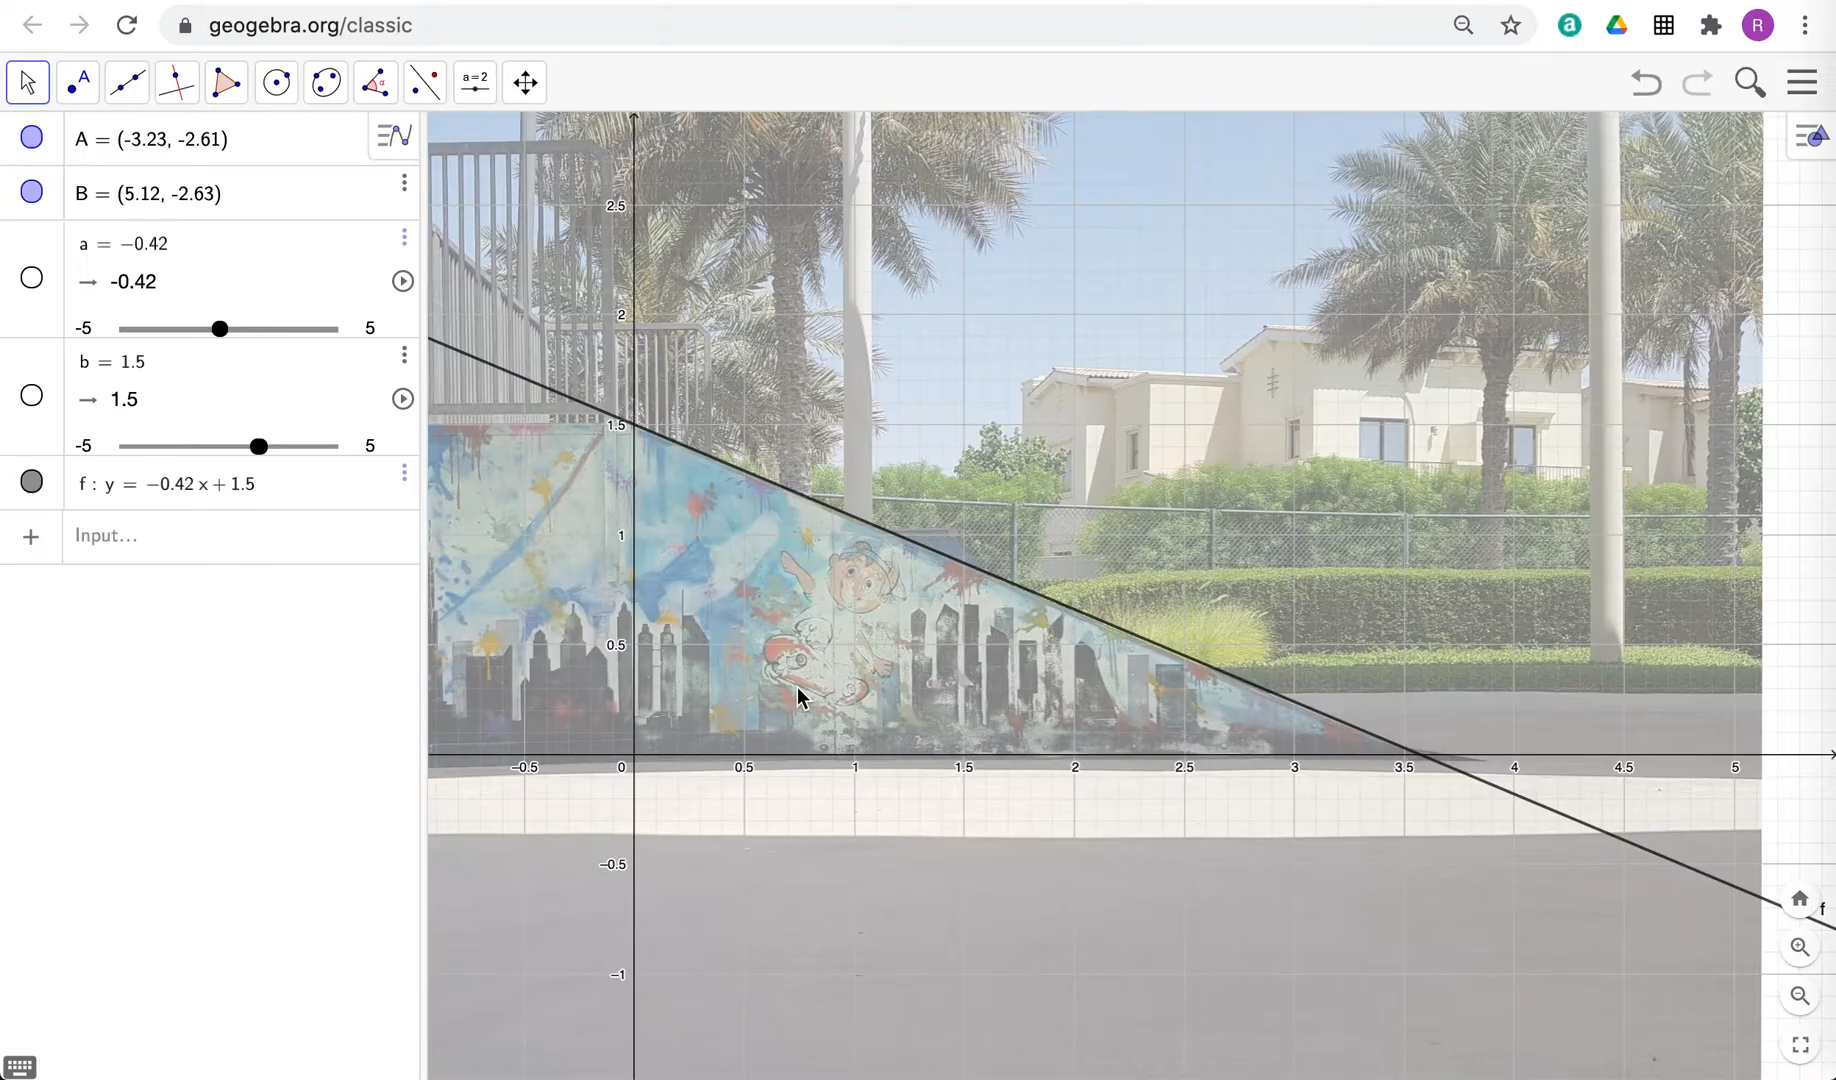 geogebra.org/classic
a
R
A
α
a=2
A = (-3.23, -2.61)
B = (5.12, -2.63)
a = −0.42
→ -0.42
-5 5
b = 1.5
→ 1.5
-5 5
f : y = −0.42 x + 1.5
+ Input...
2.5
2
1.5
1
0.5
−0.5 0 0.5 1 1.5 2 2.5 3 3.5 4 4.5 5
−0.5
f
−1